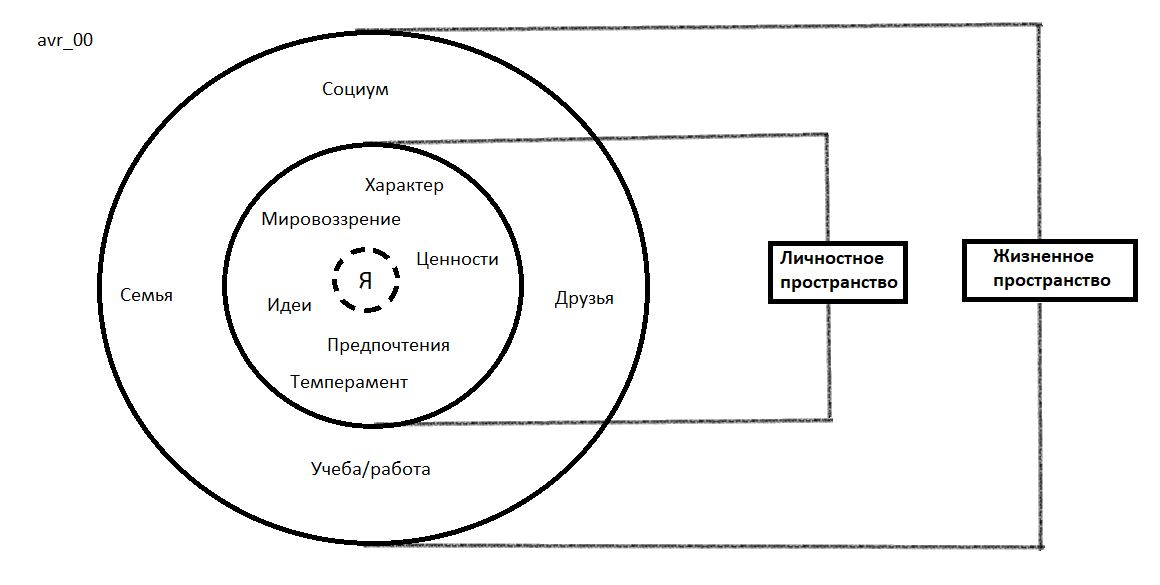 avr_00
Социум
Характер
Мировоззрение
Ценности
Я
Семья
Идеи
Друзья
Предпочтения
Темперамент
Учеба/работа
Личностное
пространство
Жизненное
пространство